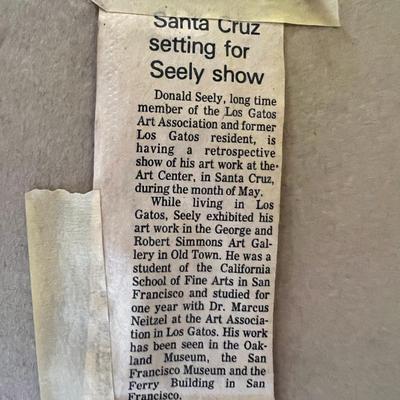 Santa Cruz
setting for
Seely show
Donald Seely, long time
member of the Los Gatos
Art Association and former
Los Gatos resident, is
having a retrospective
show of his art work at the
Art Center, in Santa Cruz,
during the month of May.
While living in Los
Gatos, Seely exhibited his
art work in the George and
Robert Simmons Art Gal-
lery in Old Town. He was a
student of the California
School of Fine Arts in San
Francisco and studied for
one year with Dr. Marcus
Neitzel at the Art Associa-
tion in Los Gatos. His work
has been seen in the Oak-
land Museum, the San
Francisco Museum and the
Ferry Building in San
Francisco.